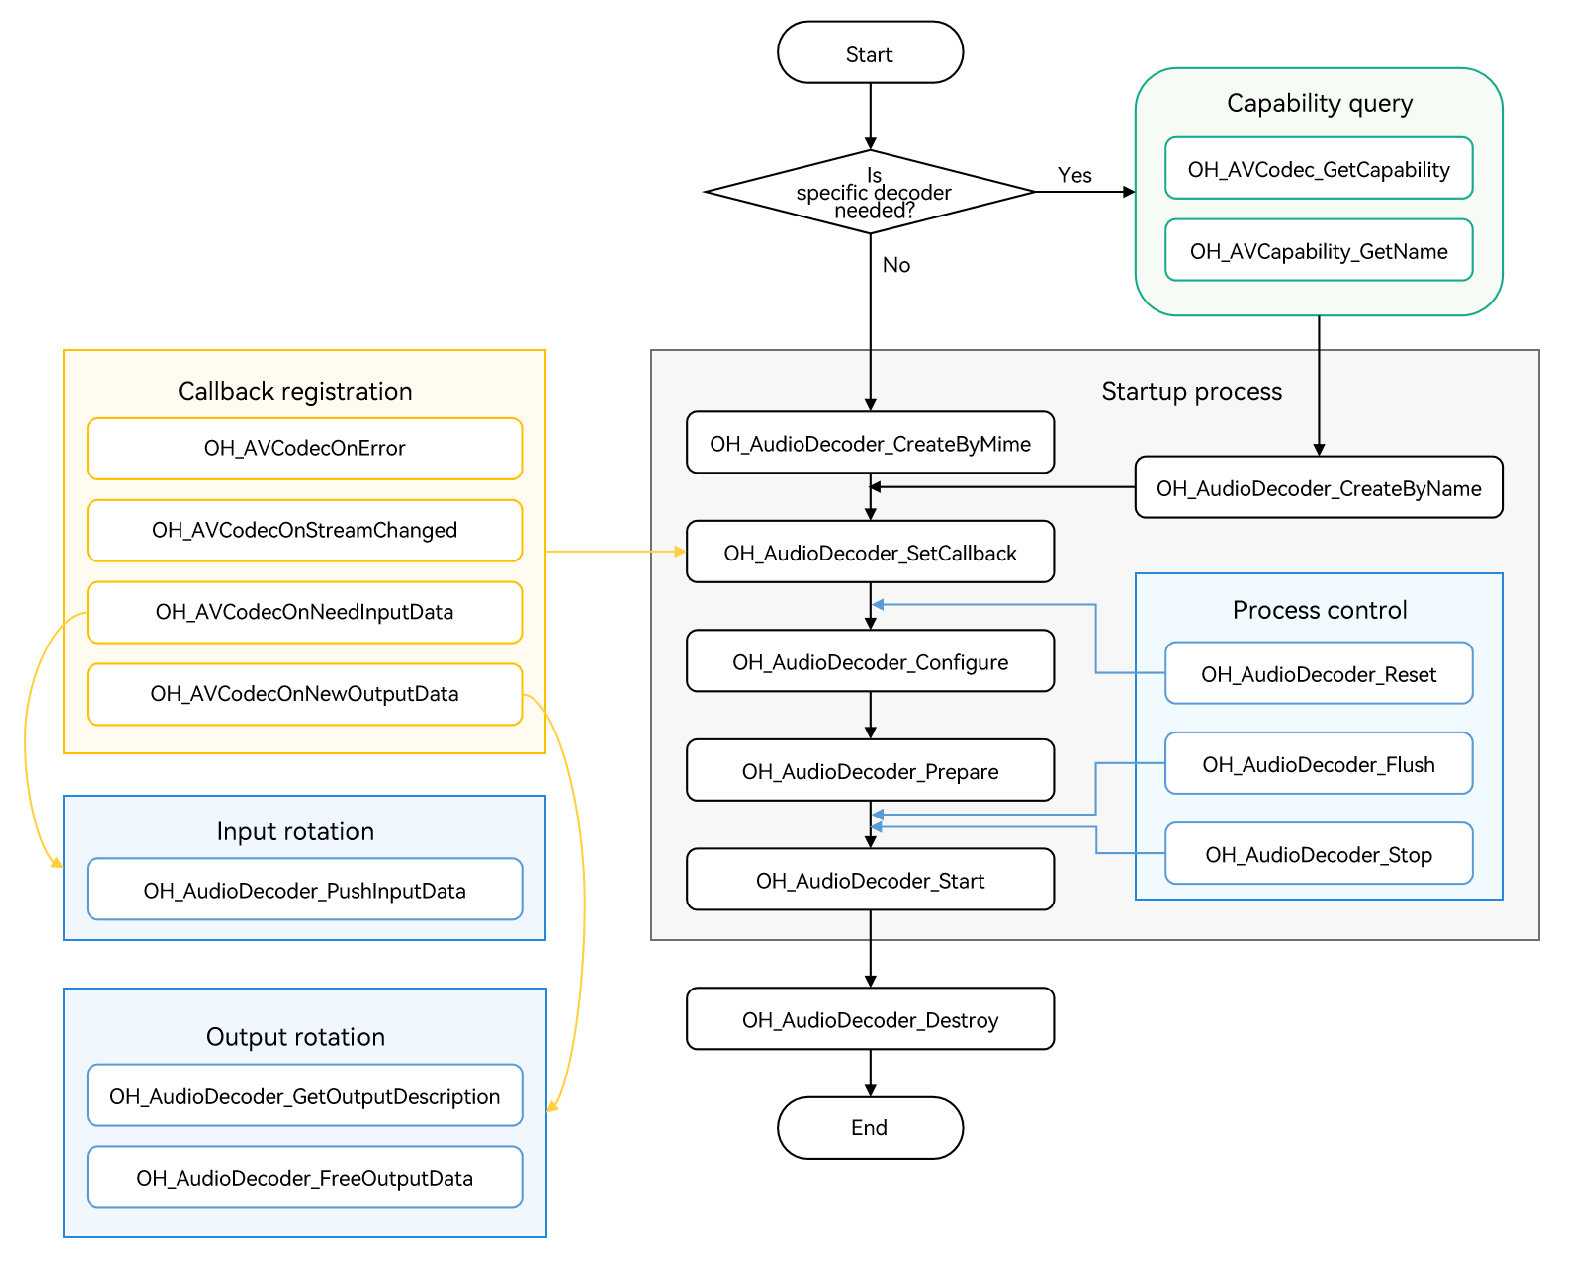 Start
Is
specific decoder
needed?
Yes
No
Capability query
OH_AVCodec_GetCapability
OH_AVCapability_GetName
Callback registration
OH_AVCodecOnError
OH_AVCodecOnStreamChanged
OH_AVCodecOnNeedInputData
OH_AVCodecOnNewOutputData
Startup process
OH_AudioDecoder_CreateByMime
OH_AudioDecoder_CreateByName
OH_AudioDecoder_SetCallback
OH_AudioDecoder_Configure
OH_AudioDecoder_Prepare
OH_AudioDecoder_Start
Process control
OH_AudioDecoder_Reset
OH_AudioDecoder_Flush
OH_AudioDecoder_Stop
Input rotation
OH_AudioDecoder_PushInputData
Output rotation
OH_AudioDecoder_GetOutputDescription
OH_AudioDecoder_FreeOutputData
OH_AudioDecoder_Destroy
End